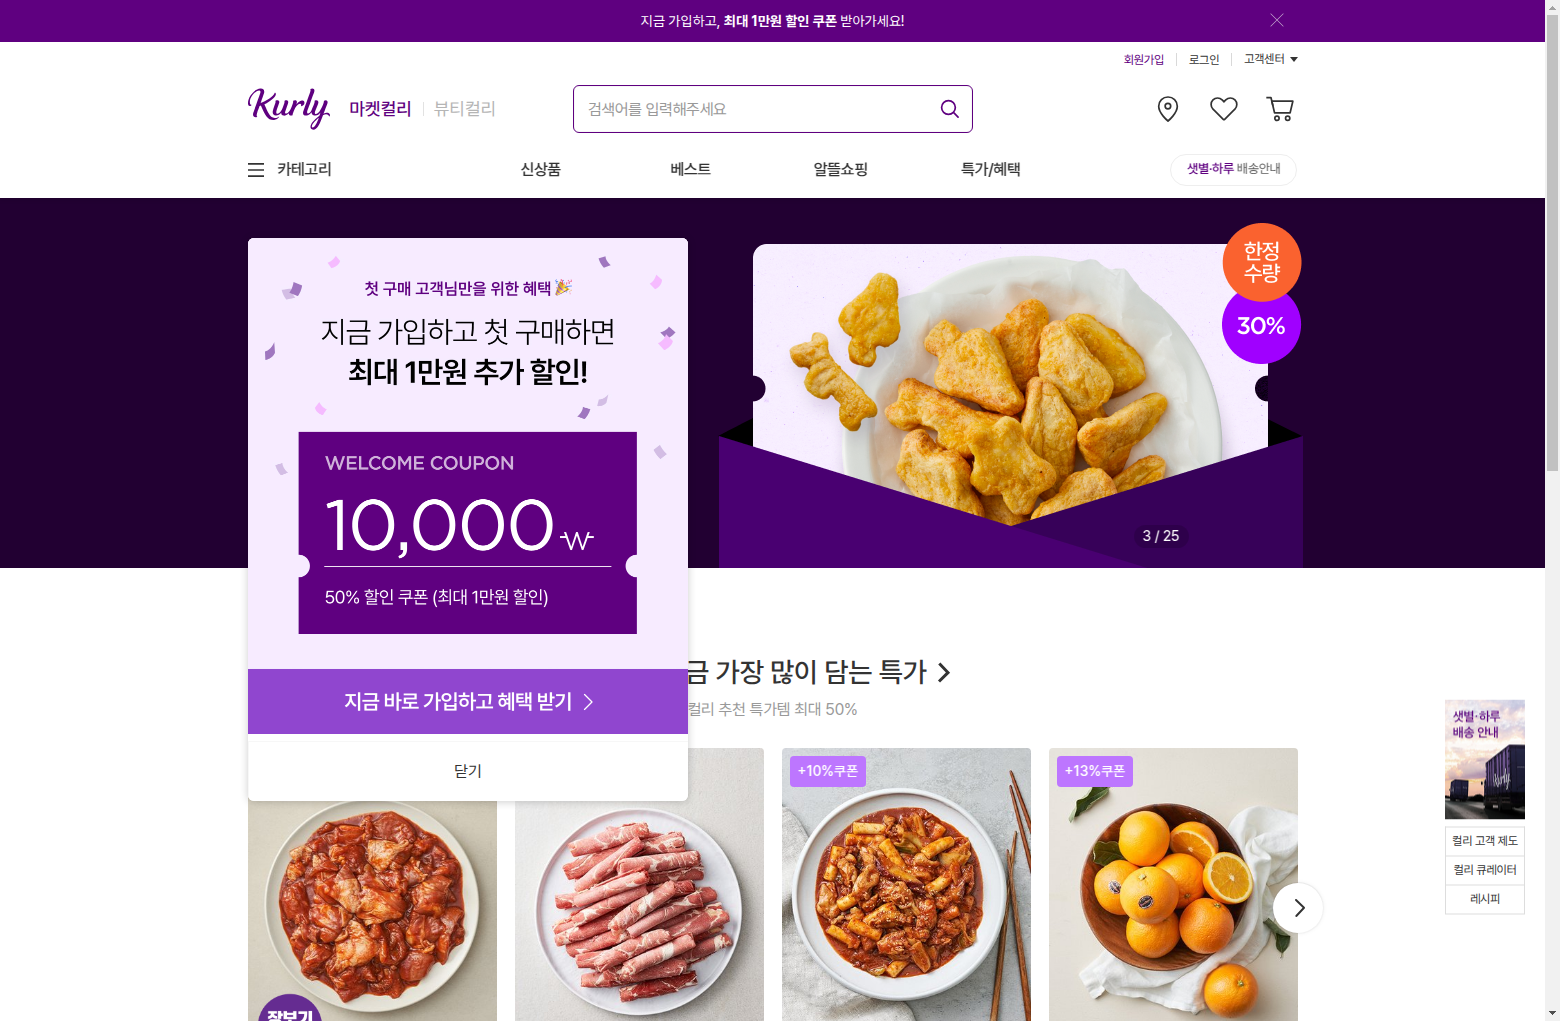 지금 가입하고, 최대 1만원 할인 쿠폰 받아가세요!
회원가입
로그인
고객센터
Kurly
마켓컬리
뷰티컬리
검색어를 입력해주세요
카테고리
신상품
베스트
알뜰쇼핑
특가/혜택
샛별·하루 배송안내
첫 구매 고객님만을 위한 혜택
지금 가입하고 첫 구매하면
최대 1만원 추가 할인!
WELCOME COUPON
10,000₩
50% 할인 쿠폰 (최대 1만원 할인)
지금 바로 가입하고 혜택 받기
닫기
한정
수량
30%
3 / 25
금 가장 많이 담는 특가
컬리 추천 특가템 최대 50%
+10%쿠폰
+13%쿠폰
잘보기
샛별·하루
배송 안내
Kurly
컬리 고객 제도
컬리 큐레이터
레시피